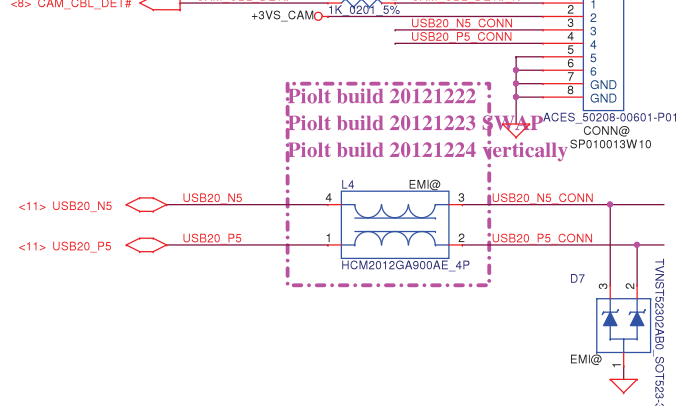 <8> CAM_CBL_DET#
1
+3VS_CAM
1K_0201_5%
2
2
USB20_N5_CONN
3
3
USB20_P5_CONN
4
4
5
5
6
6
7
GND
8
GND
ACES_50208-00601-P01
CONN@
SP010013W10
Piolt build 20121222
Piolt build 20121223 SWAP
Piolt build 20121224 vertically
L4
EMI@
<11> USB20_N5
USB20_N5
4
3
USB20_N5_CONN
<11> USB20_P5
USB20_P5
1
2
USB20_P5_CONN
HCM2012GA900AE_4P
D7
3
2
TVNST52302AB0_SOT523-
EMI@
1